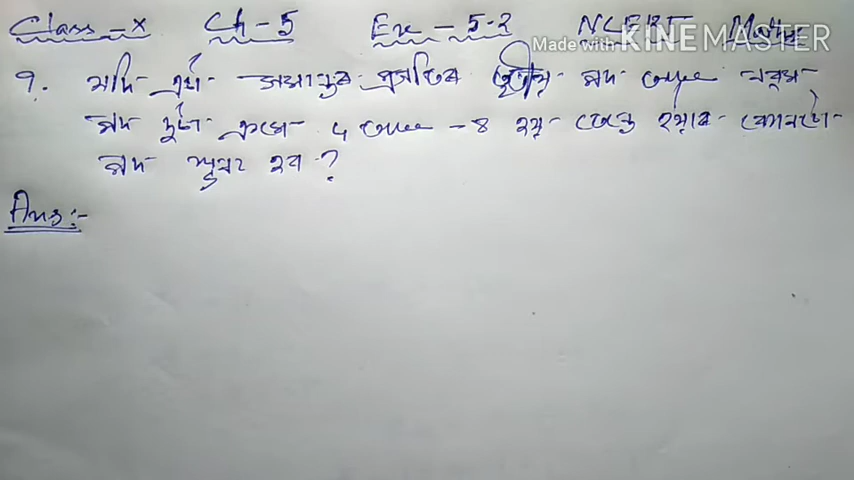 Class-X Ch-5 Ex-5.2 NCERT Maths
Made with KINEMASTER
9. যদি এটা সমান্তৰ প্ৰগতিৰ তৃতীয় পদ আৰু নৱম
পদ দুটা ক্ৰমে 4 আৰু -8 হয় তেন্তে ইয়াৰ কোনটো
পদ শূন্য হব ?
Ans:-